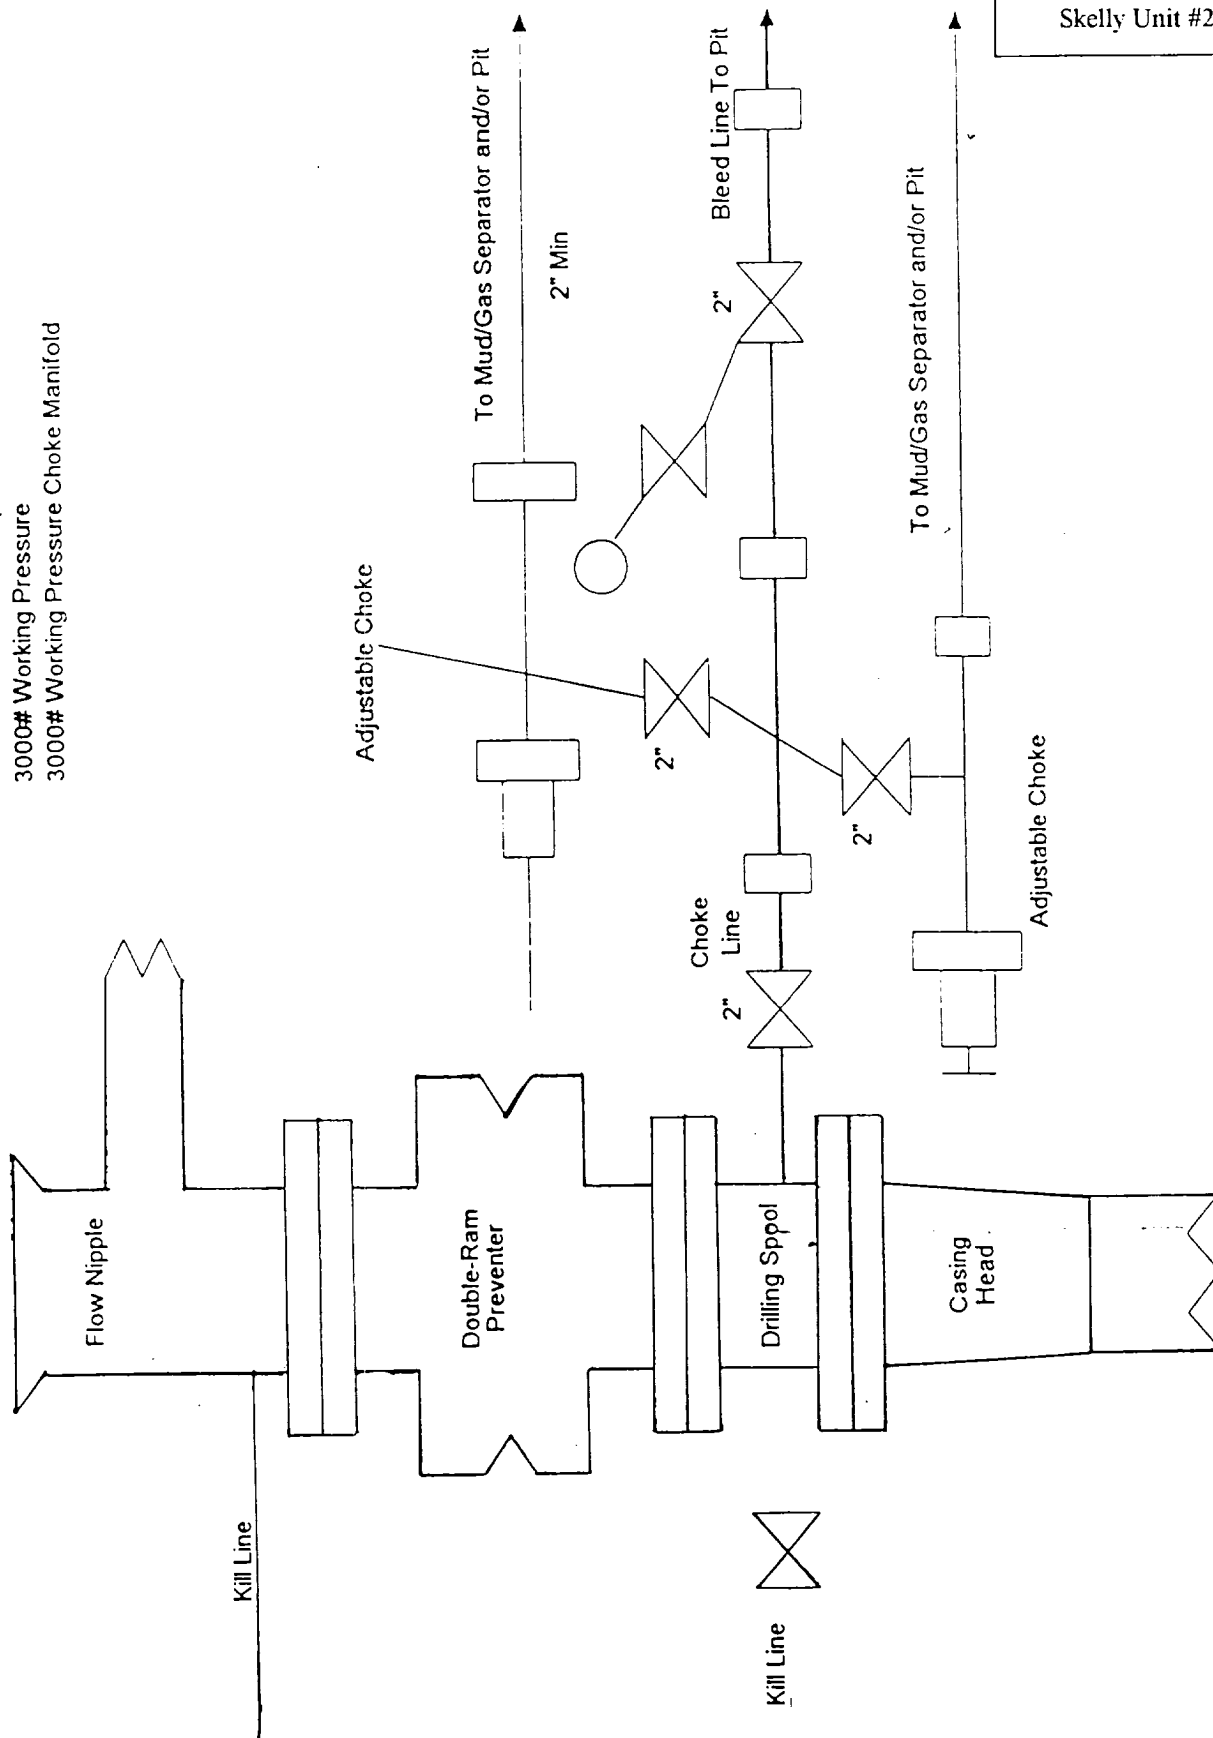 Skelly Unit #2
3000# Working Pressure
3000# Working Pressure Choke Manifold
Flow Nipple
Kill Line
Double-Ram
Preventer
Drilling Spool
Casing
Head
Kill Line
Adjustable Choke
To Mud/Gas Separator and/or Pit
2" Min
Choke
Line
2"
2"
2"
2"
Bleed Line To Pit
To Mud/Gas Separator and/or Pit
Adjustable Choke